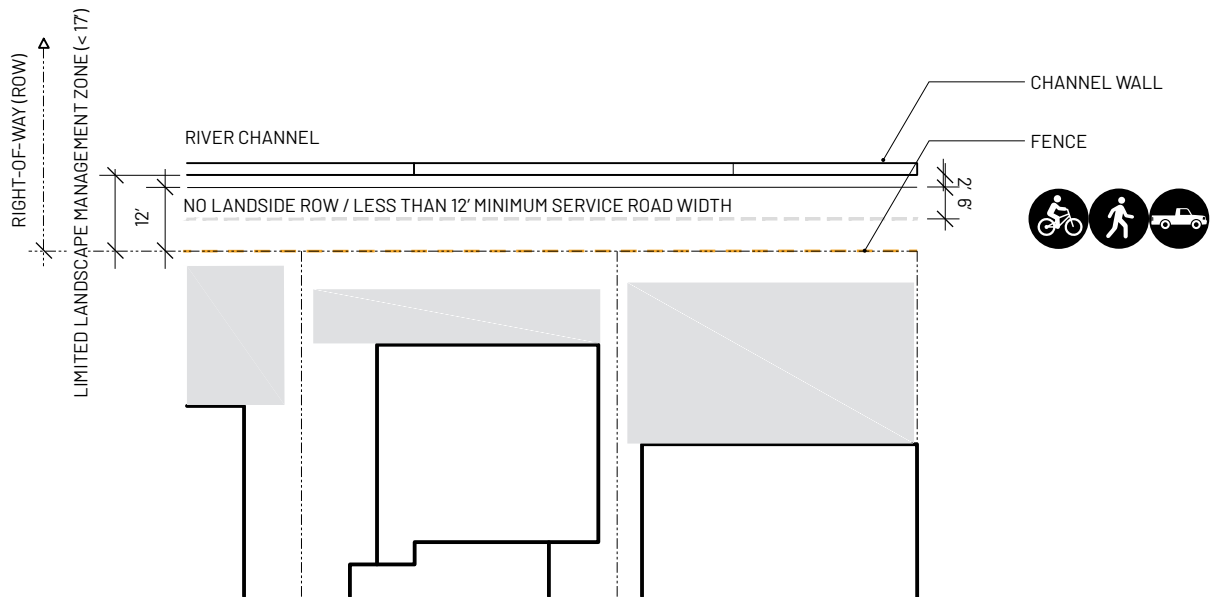 RIGHT-OF-WAY (ROW)
LIMITED LANDSCAPE MANAGEMENT ZONE (< 17')
12'
RIVER CHANNEL
NO LANDSIDE ROW / LESS THAN 12' MINIMUM SERVICE ROAD WIDTH
2'
6'
CHANNEL WALL
FENCE